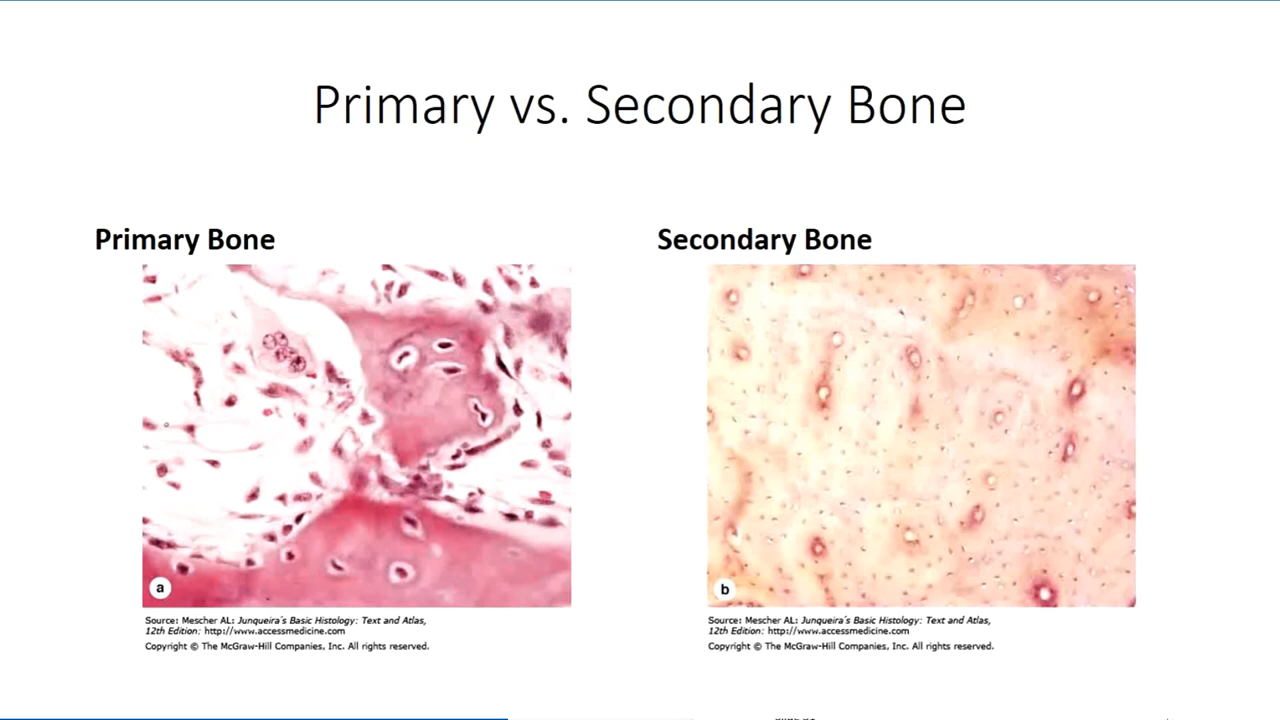 Primary vs. Secondary Bone
Primary Bone
Secondary Bone
a
b
Source: Mescher AL: Junqueira´s Basic Histology: Text and Atlas,
12th Edition: http://www.accessmedicine.com
Copyright © The McGraw-Hill Companies, Inc. All rights reserved.
Source: Mescher AL: Junqueira´s Basic Histology: Text and Atlas,
12th Edition: http://www.accessmedicine.com
Copyright © The McGraw-Hill Companies, Inc. All rights reserved.